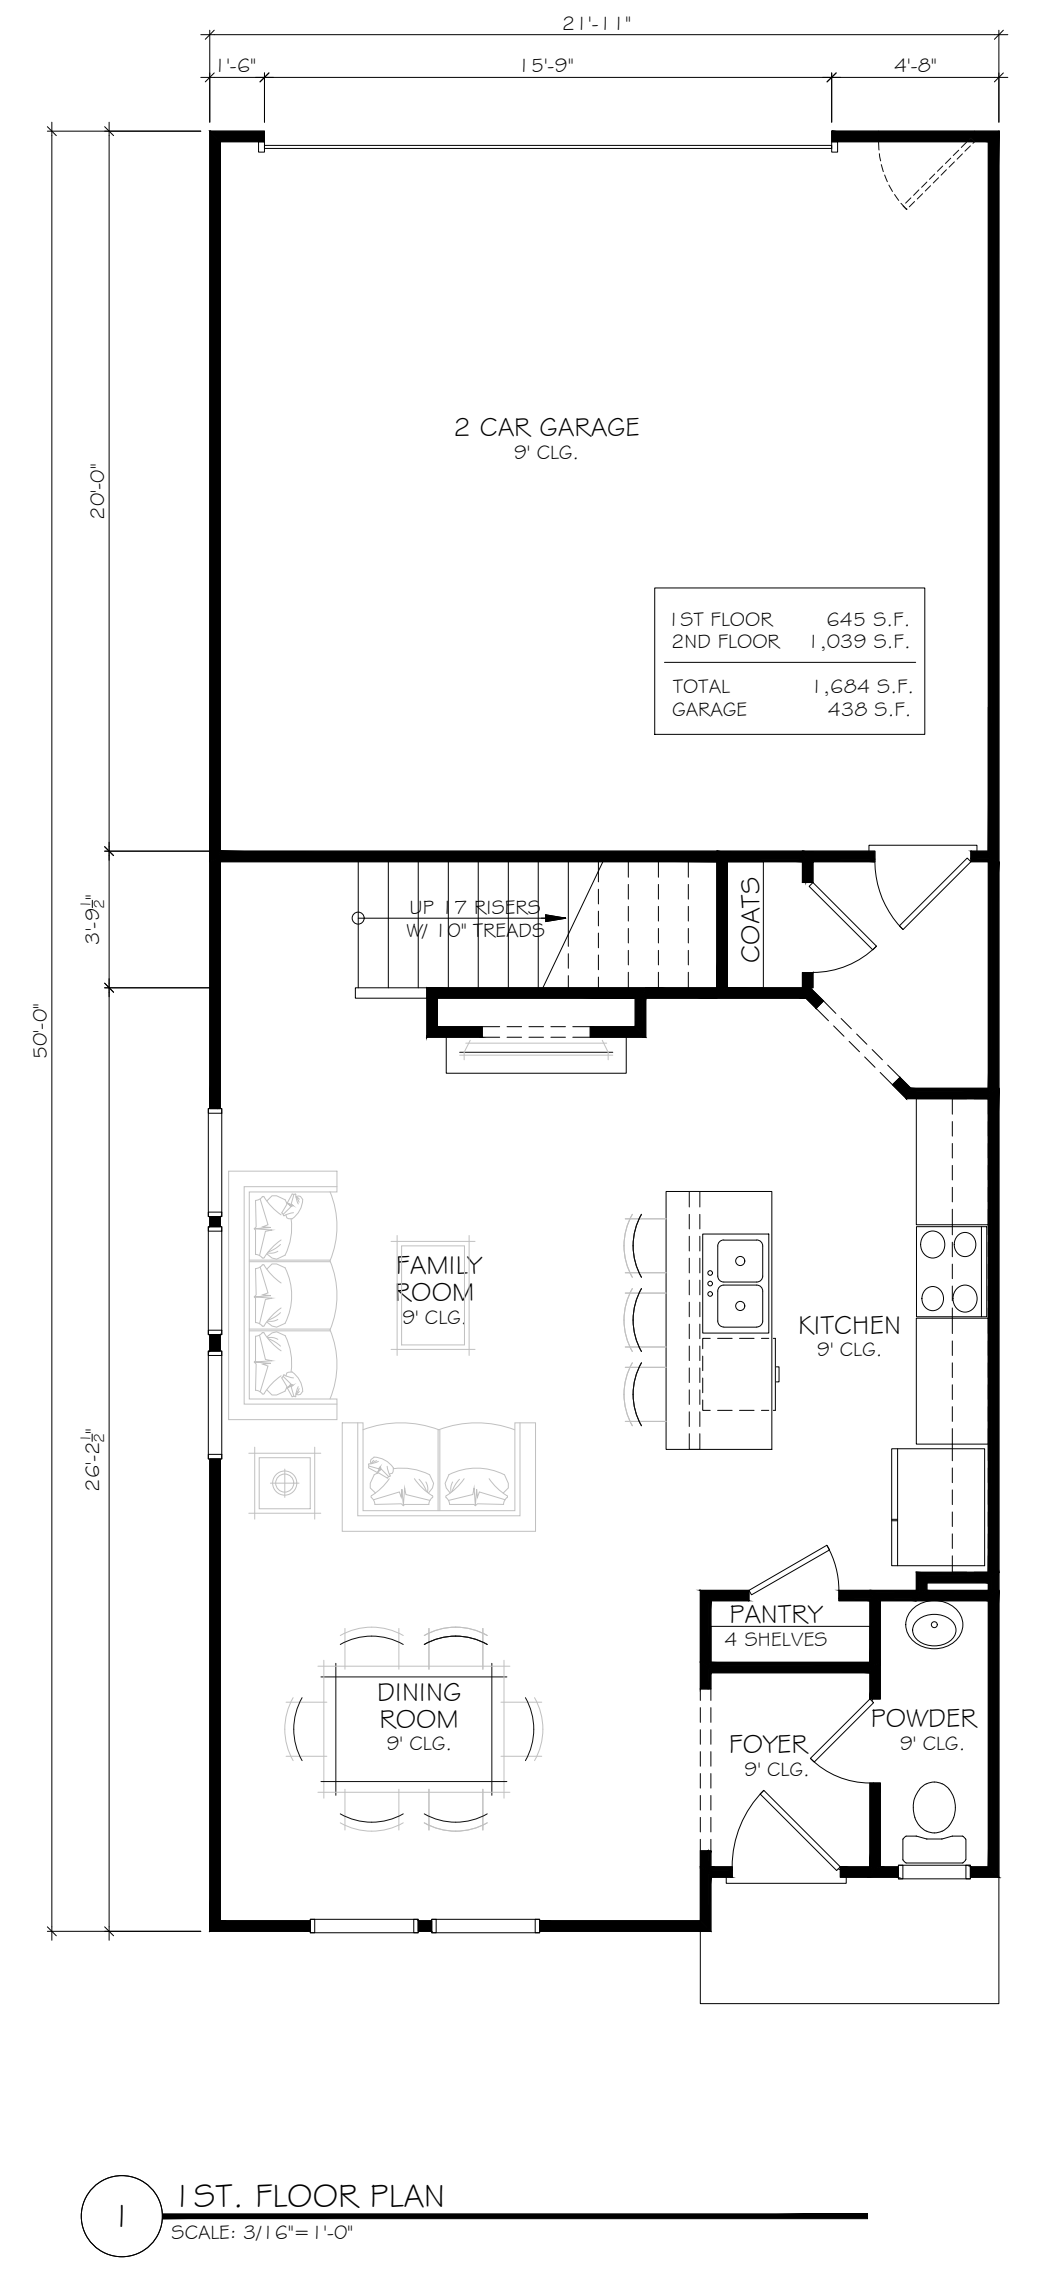 21'-11"
1'-6" 15'-9" 4'-8"
2 CAR GARAGE
9' CLG.
20'-0"
1ST FLOOR 645 S.F.
2ND FLOOR 1,039 S.F.
TOTAL 1,684 S.F.
GARAGE 438 S.F.
3'-9½"
UP 17 RISERS
W/ 10" TREADS
COATS
50'-0"
FAMILY
ROOM
9' CLG.
KITCHEN
9' CLG.
26'-2½"
PANTRY
4 SHELVES
DINING
ROOM
9' CLG.
FOYER
9' CLG.
POWDER
9' CLG.
1
1ST. FLOOR PLAN
SCALE: 3/16"=1'-0"